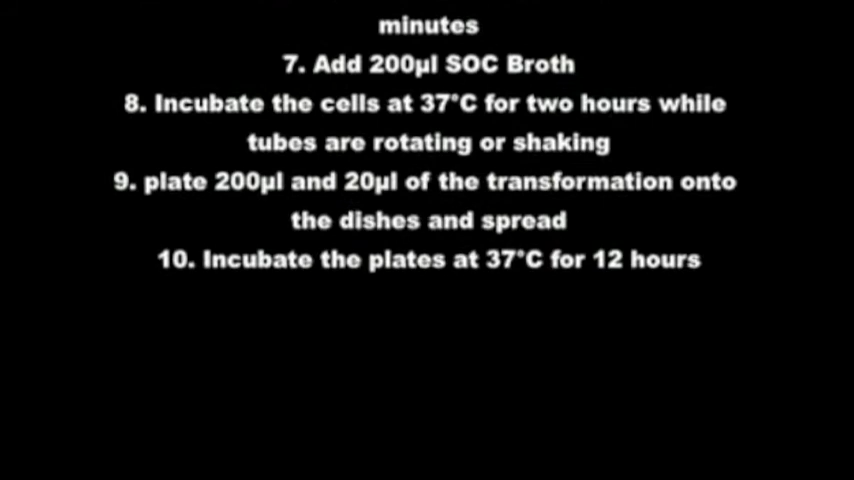 minutes
7. Add 200µl SOC Broth
8. Incubate the cells at 37°C for two hours while
tubes are rotating or shaking
9. plate 200µl and 20µl of the transformation onto
the dishes and spread
10. Incubate the plates at 37°C for 12 hours